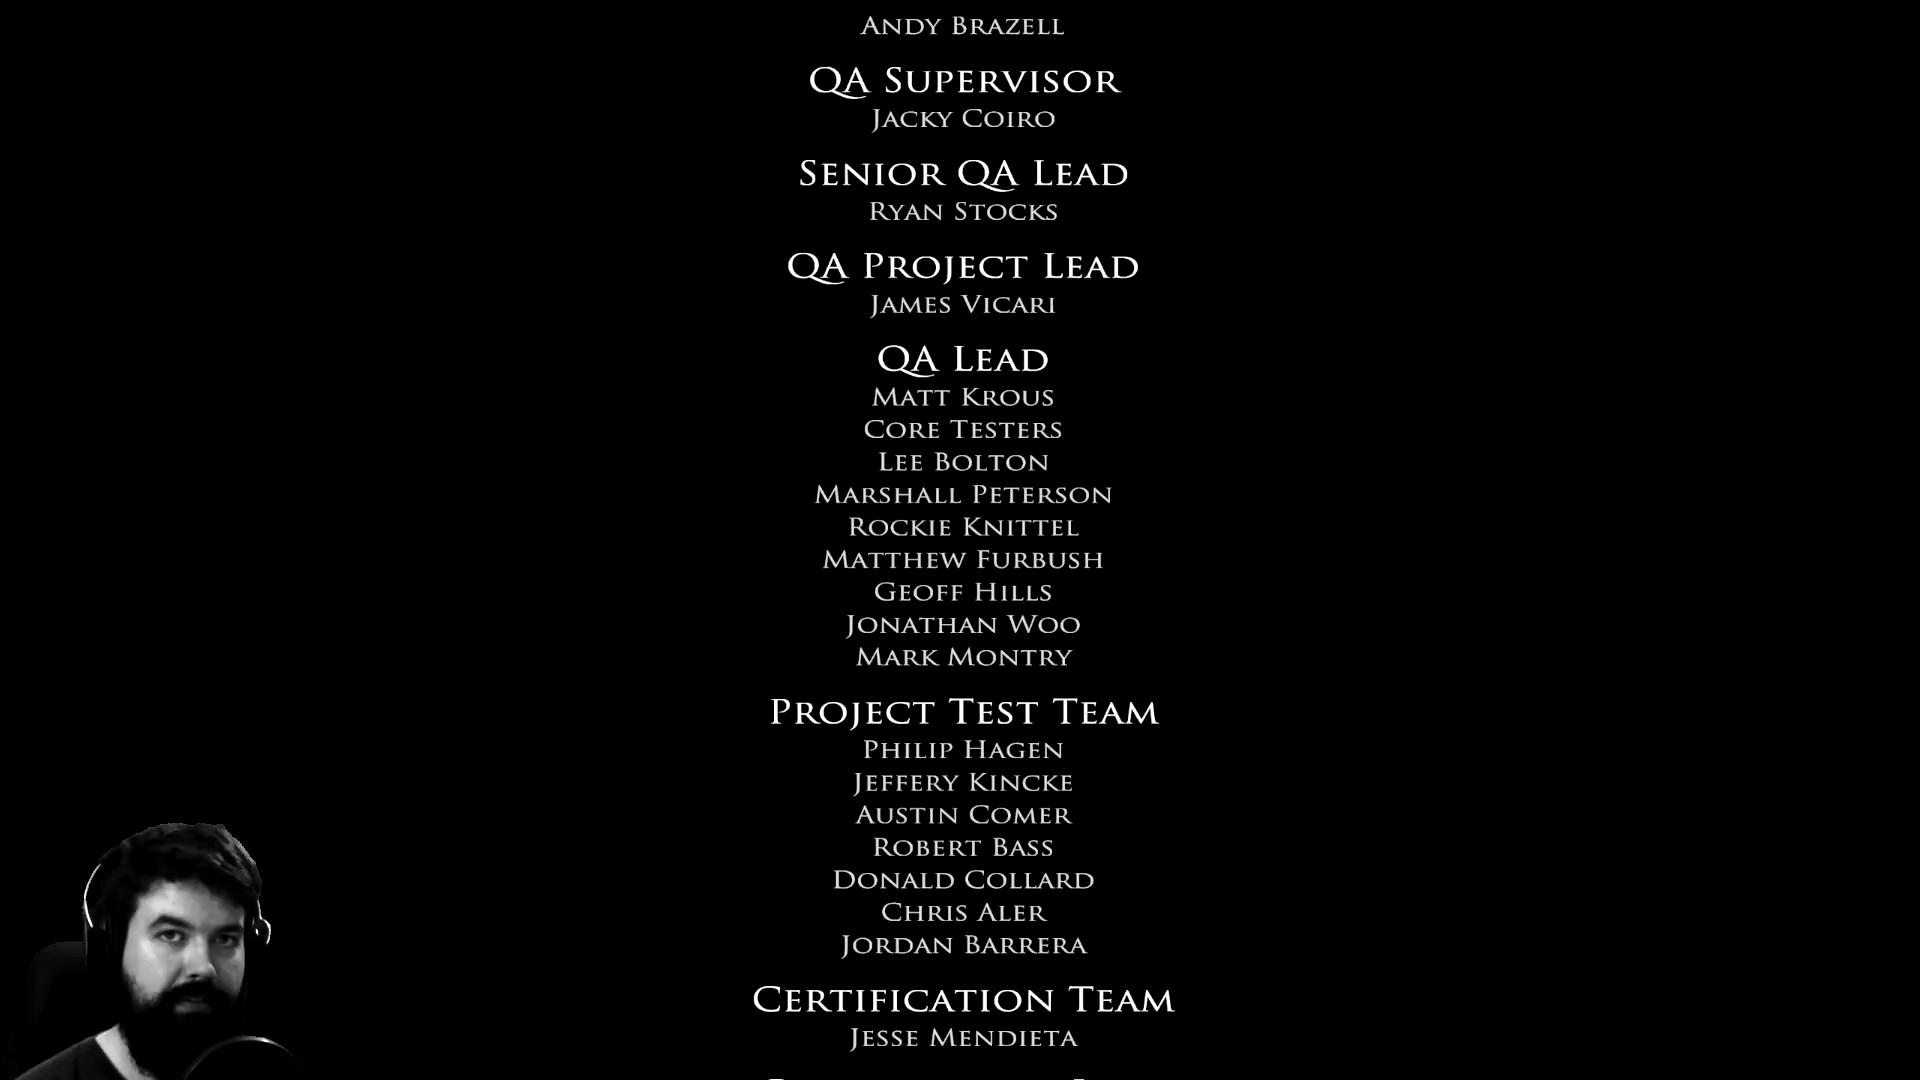 Andy Brazell
QA Supervisor
Jacky Coiro
Senior QA Lead
Ryan Stocks
QA Project Lead
James Vicari
QA Lead
Matt Krous
Core Testers
Lee Bolton
Marshall Peterson
Rockie Knittel
Matthew Furbush
Geoff Hills
Jonathan Woo
Mark Montry
Project Test Team
Philip Hagen
Jeffery Kincke
Austin Comer
Robert Bass
Donald Collard
Chris Aler
Jordan Barrera
Certification Team
Jesse Mendieta